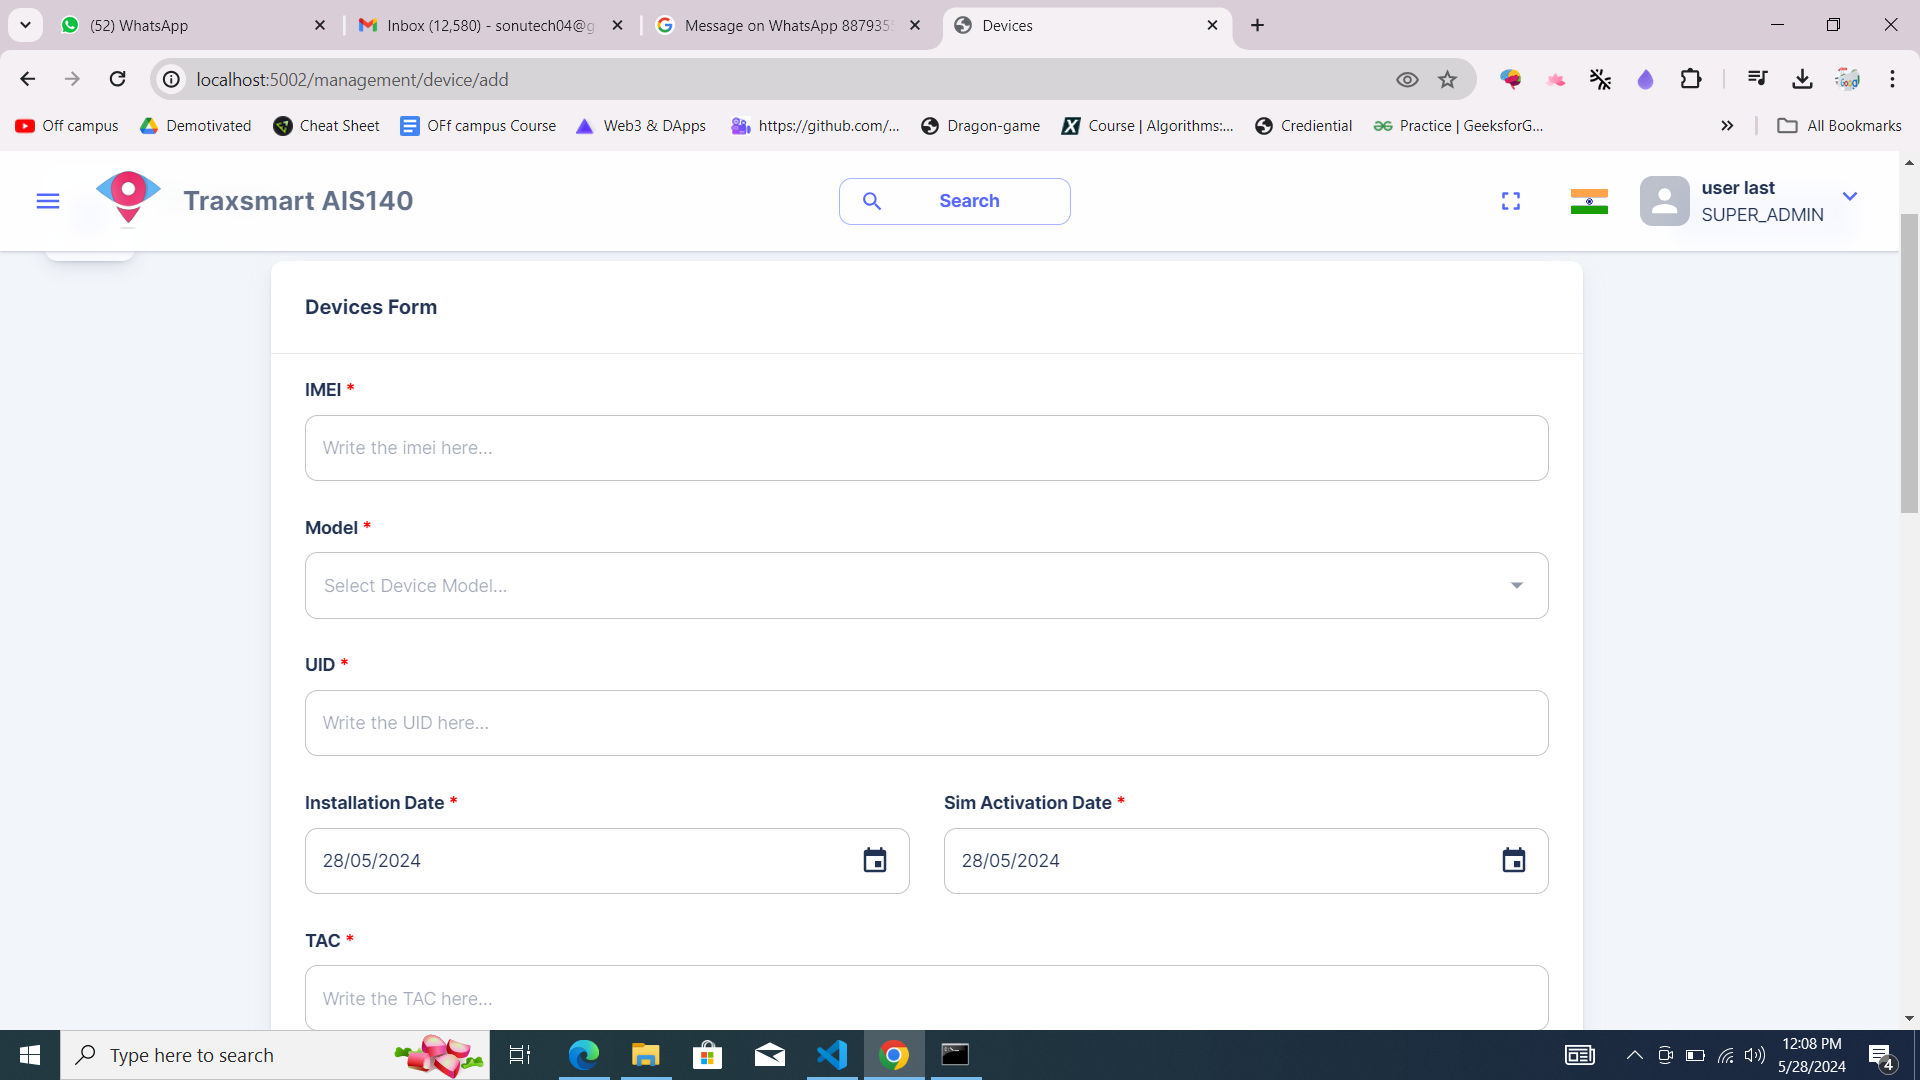 (52) WhatsApp
Inbox (12,580) - sonutech04@g
Message on WhatsApp 887935
Devices
localhost:5002/management/device/add
Off campus
Demotivated
Cheat Sheet
OFf campus Course
Web3 & DApps
https://github.com/...
Dragon-game
Course | Algorithms:...
Crediential
Practice | GeeksforG...
All Bookmarks
Traxsmart AIS140
Search
user last
SUPER_ADMIN
Devices Form
IMEI *
Write the imei here...
Model *
Select Device Model...
UID *
Write the UID here...
Installation Date *
Sim Activation Date *
28/05/2024
28/05/2024
TAC *
Write the TAC here...
Type here to search
12:08 PM
5/28/2024
4